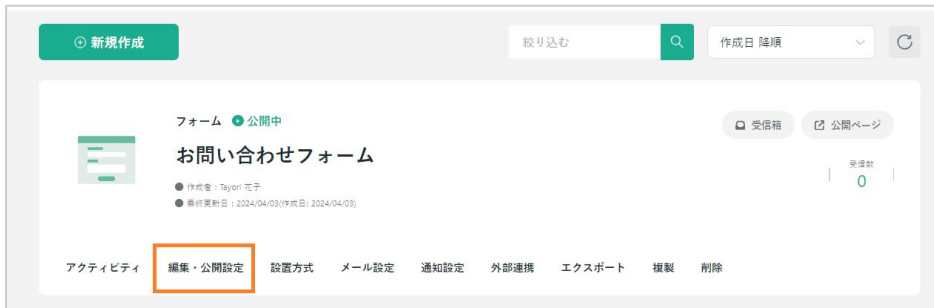 新規作成
絞り込む
作成日 降順
フォーム 公開中
受信箱 公開ページ
お問い合わせフォーム
受信数
0
作成者：Tayori 花子
最終更新日：2024/04/03(作成日: 2024/04/03)
アクティビティ 編集・公開設定 設置方式 メール設定 通知設定 外部連携 エクスポート 複製 削除